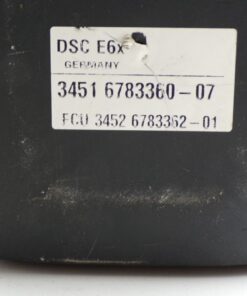 DSC E6x
GERMANY
3451 6783360-07
ECU 3452 6783362-01